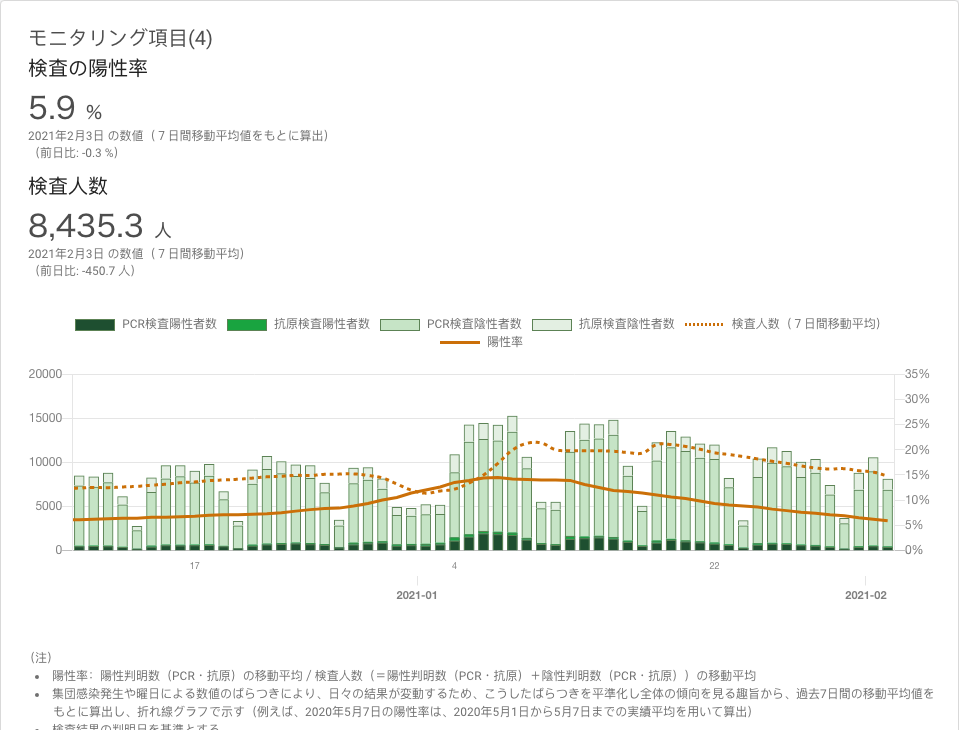 モニタリング項目(4)
検査の陽性率
5.9 %
2021年2月3日 の数値（７日間移動平均値をもとに算出）
（前日比: -0.3 %）
検査人数
8,435.3 人
2021年2月3日 の数値（７日間移動平均）
（前日比: -450.7 人）
PCR検査陽性者数 抗原検査陽性者数 PCR検査陰性者数 抗原検査陰性者数 検査人数（７日間移動平均）
陽性率
20000 35%
30%
15000 25%
20%
10000 15%
10%
5000 5%
0 0%
17 4 22
2021-01 2021-02
（注）
• 陽性率：陽性判明数（PCR・抗原）の移動平均 / 検査人数（＝陽性判明数（PCR・抗原）＋陰性判明数（PCR・抗原））の移動平均
• 集団感染発生や曜日による数値のばらつきにより、日々の結果が変動するため、こうしたばらつきを平準化し全体の傾向を見る趣旨から、過去7日間の移動平均値を
もとに算出し、折れ線グラフで示す（例えば、2020年5月7日の陽性率は、2020年5月1日から5月7日までの実績平均を用いて算出）
• 検査結果の判明日を基準とする